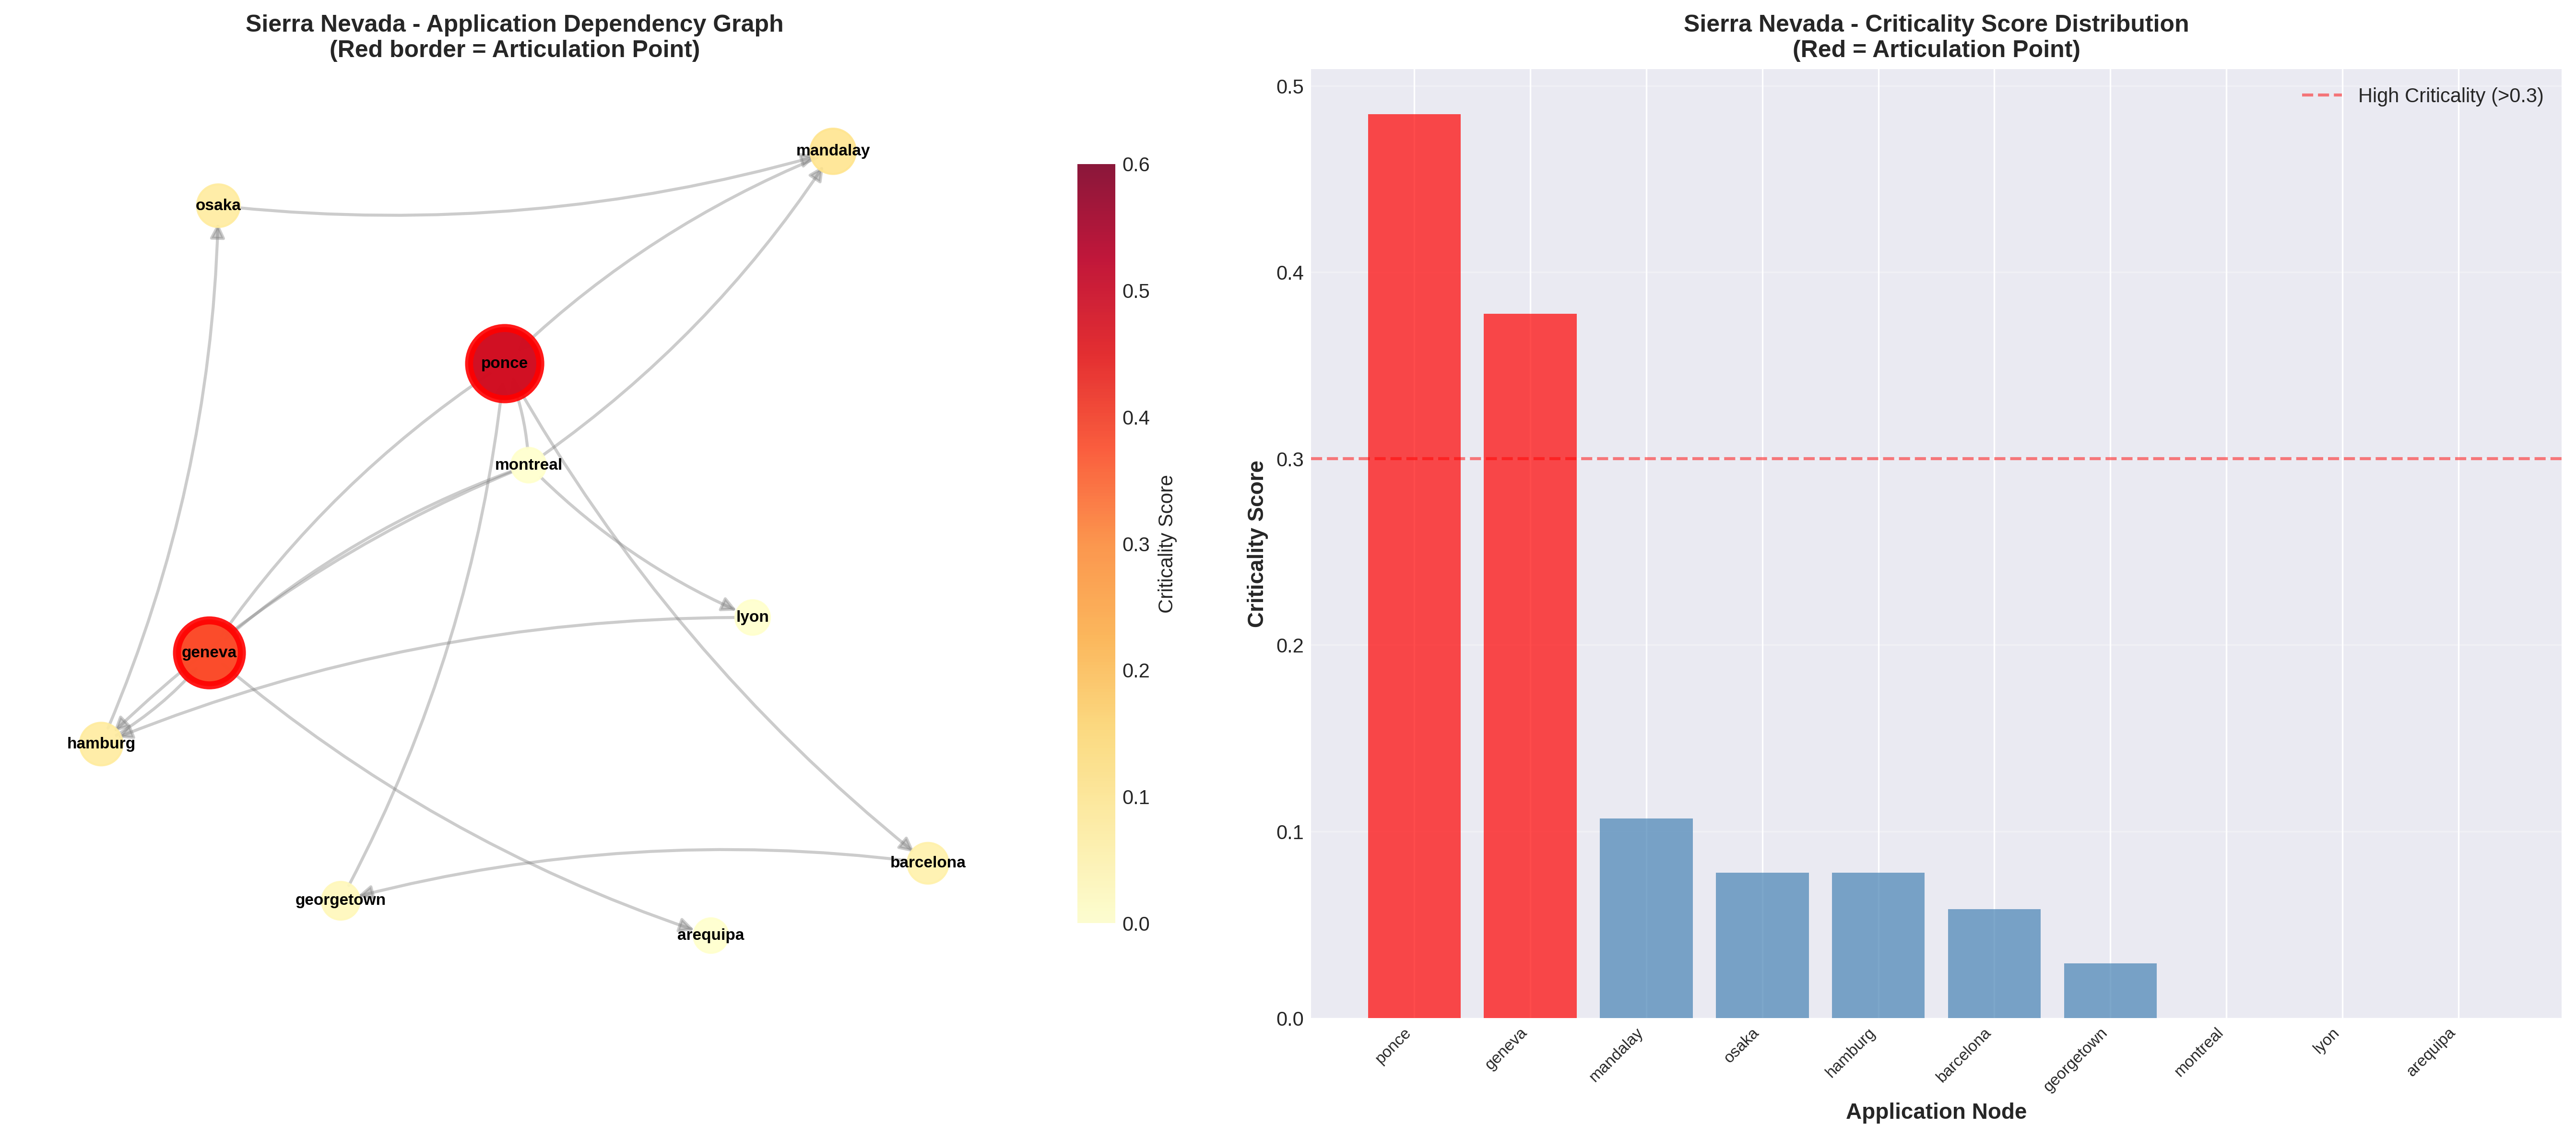 Sierra Nevada - Application Dependency Graph
(Red border = Articulation Point)
mandalay
osaka
ponce
montreal
lyon
geneva
hamburg
barcelona
georgetown
arequipa
0.6
0.5
0.4
0.3
0.2
0.1
0.0
Criticality Score
Sierra Nevada - Criticality Score Distribution
(Red = Articulation Point)
High Criticality (>0.3)
0.5
0.4
0.3
0.2
0.1
0.0
Criticality Score
ponce
geneva
mandalay
osaka
hamburg
barcelona
georgetown
montreal
lyon
arequipa
Application Node